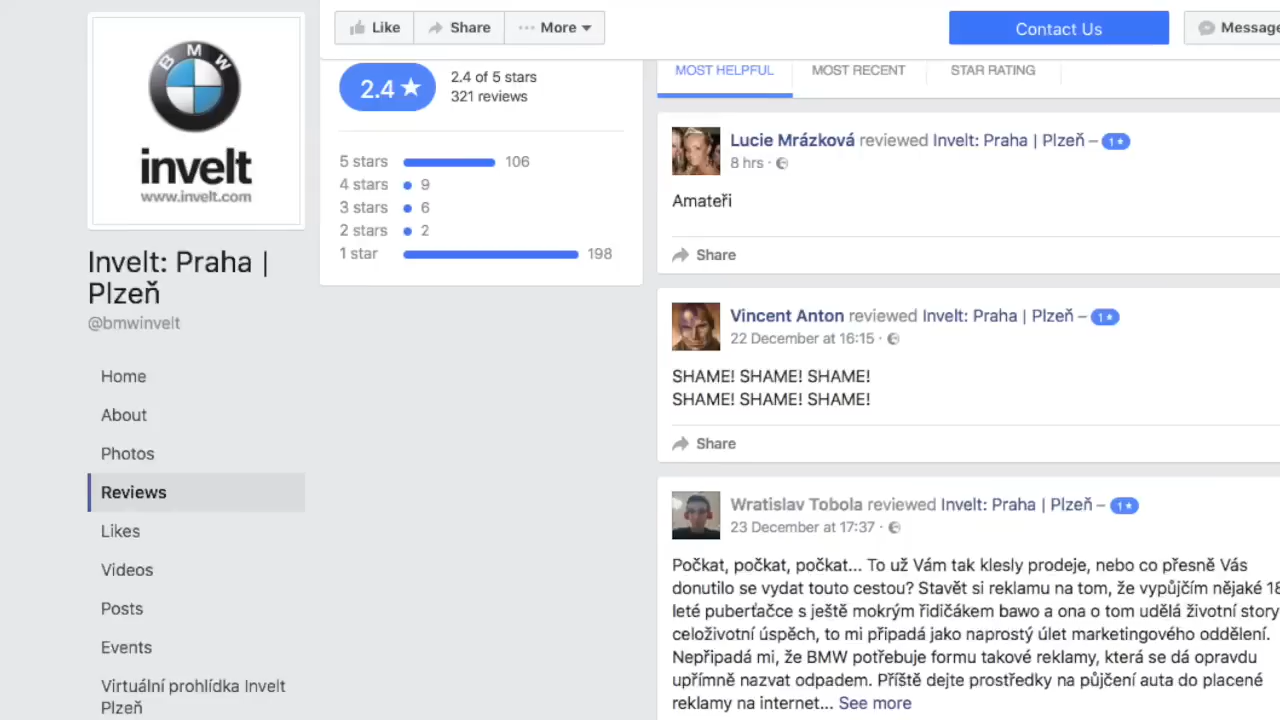 BMW
invelt
www.invelt.com
Invelt: Praha |
Plzeň
@bmwinvelt
Home
About
Photos
Reviews
Likes
Videos
Posts
Events
Virtuální prohlídka Invelt
Plzeň
Like
Share
More
Contact Us
Message
2.4
2.4 of 5 stars
321 reviews
5 stars 106
4 stars 9
3 stars 6
2 stars 2
1 star 198
MOST HELPFUL MOST RECENT STAR RATING
Lucie Mrázková reviewed Invelt: Praha | Plzeň – 1★
8 hrs ·
Amateři
Share
Vincent Anton reviewed Invelt: Praha | Plzeň – 1★
22 December at 16:15 ·
SHAME! SHAME! SHAME!
SHAME! SHAME! SHAME!
Share
Wratislav Tobola reviewed Invelt: Praha | Plzeň – 1★
23 December at 17:37 ·
Počkat, počkat, počkat... To už Vám tak klesly prodeje, nebo co přesně Vás
donutilo se vydat touto cestou? Stavět si reklamu na tom, že vypůjčím nějaké 18
leté puberťačce s ještě mokrým řidičákem bawo a ona o tom udělá životní story
celoživotní úspěch, to mi připadá jako naprostý úlet marketingového oddělení.
Nepřipadá mi, že BMW potřebuje formu takové reklamy, která se dá opravdu
upřímně nazvat odpadem. Příště dejte prostředky na půjčení auta do placené
reklamy na internet... See more